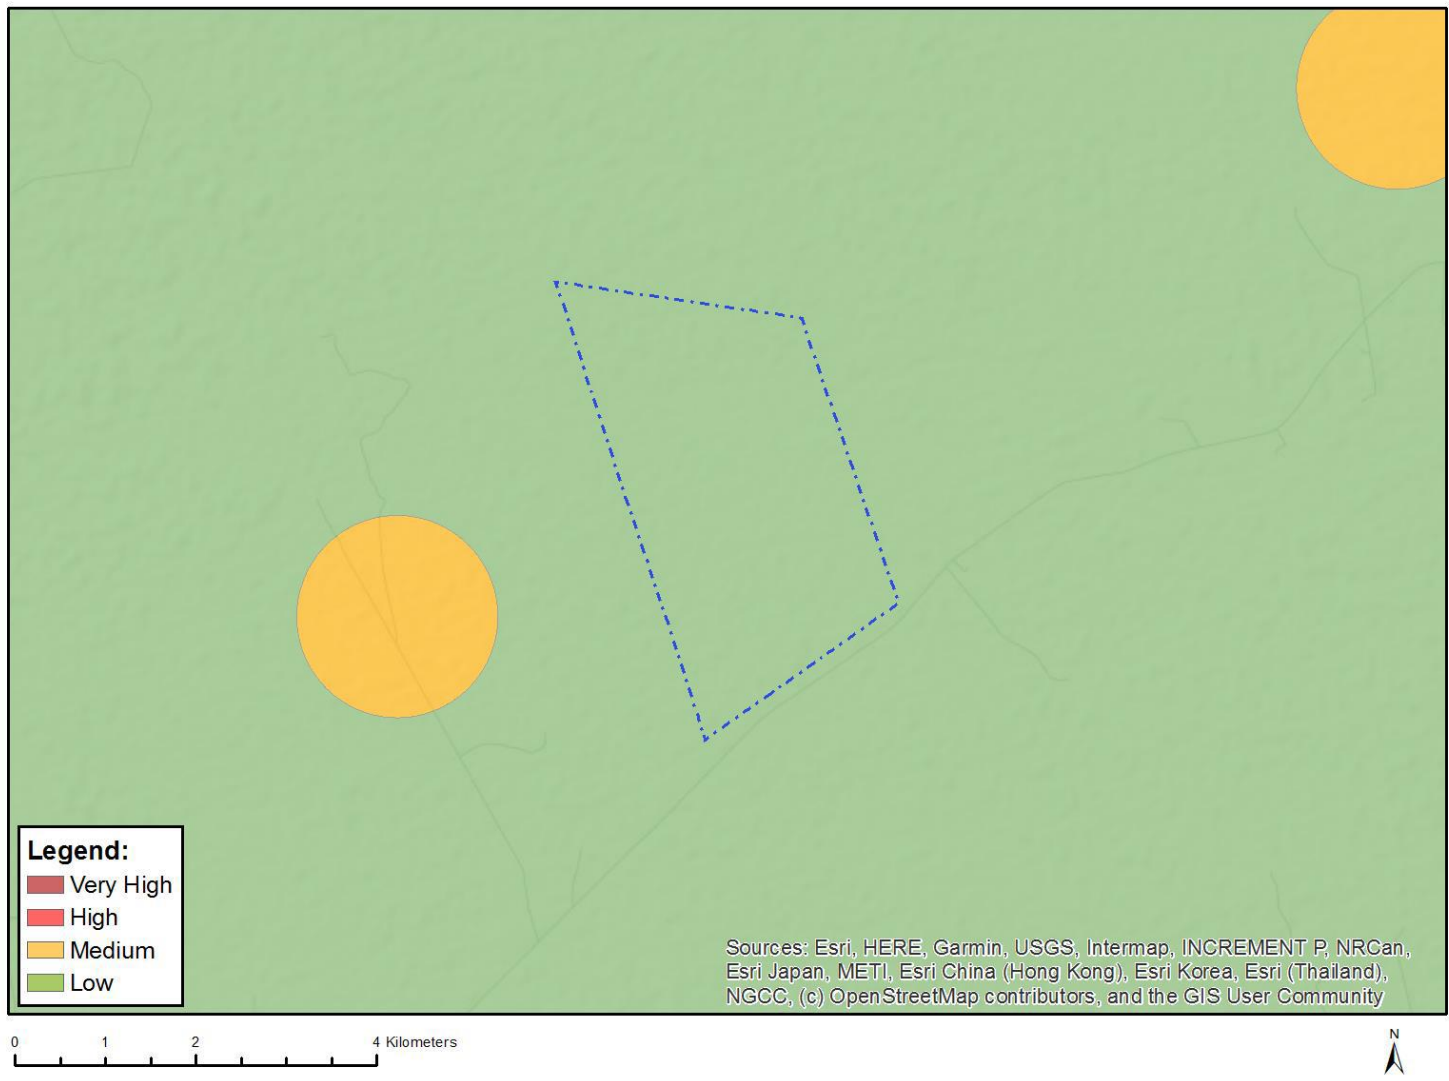 Legend:
Very High
High
Medium
Low
Sources: Esri, HERE, Garmin, USGS, Intermap, INCREMENT P, NRCan,
Esri Japan, METI, Esri China (Hong Kong), Esri Korea, Esri (Thailand),
NGCC, (c) OpenStreetMap contributors, and the GIS User Community
0 1 2 4 Kilometers
N